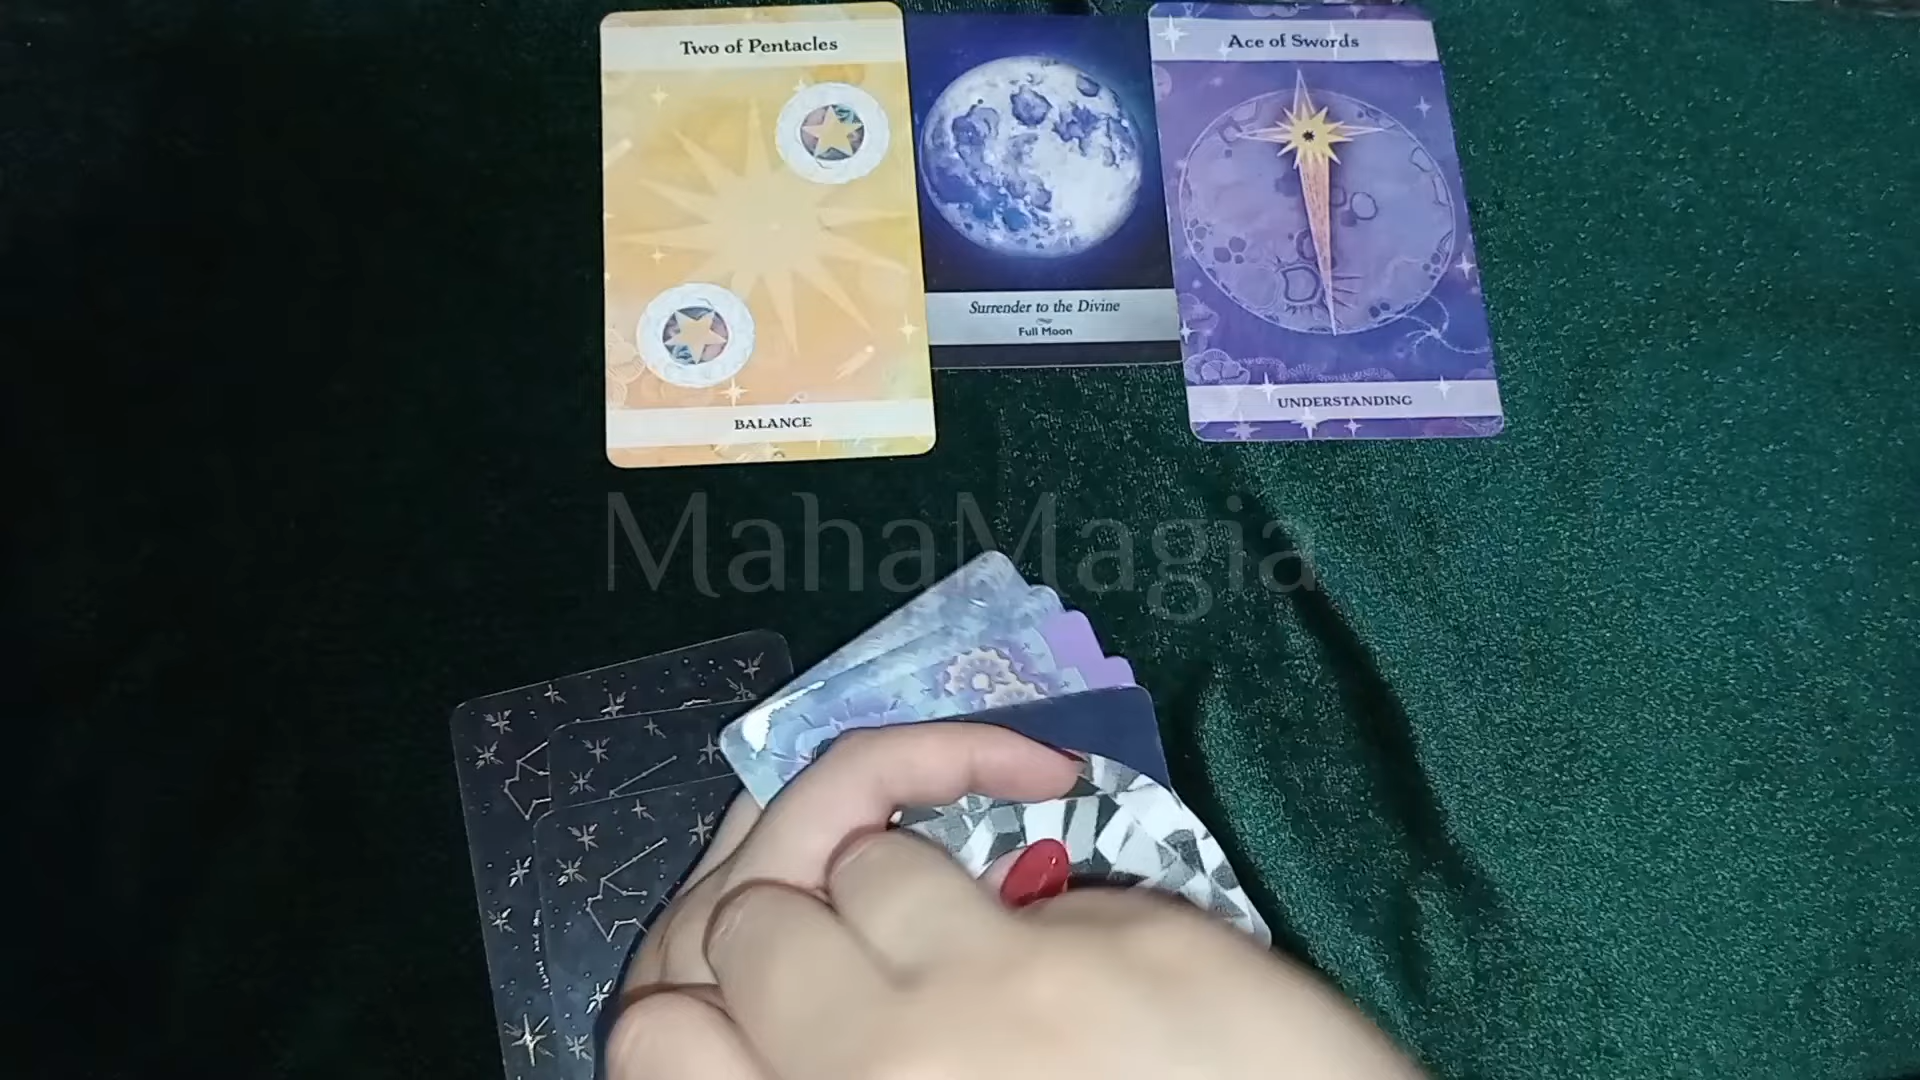 Two of Pentacles
BALANCE
Surrender to the Divine
Full Moon
Ace of Swords
UNDERSTANDING
MahaMagia